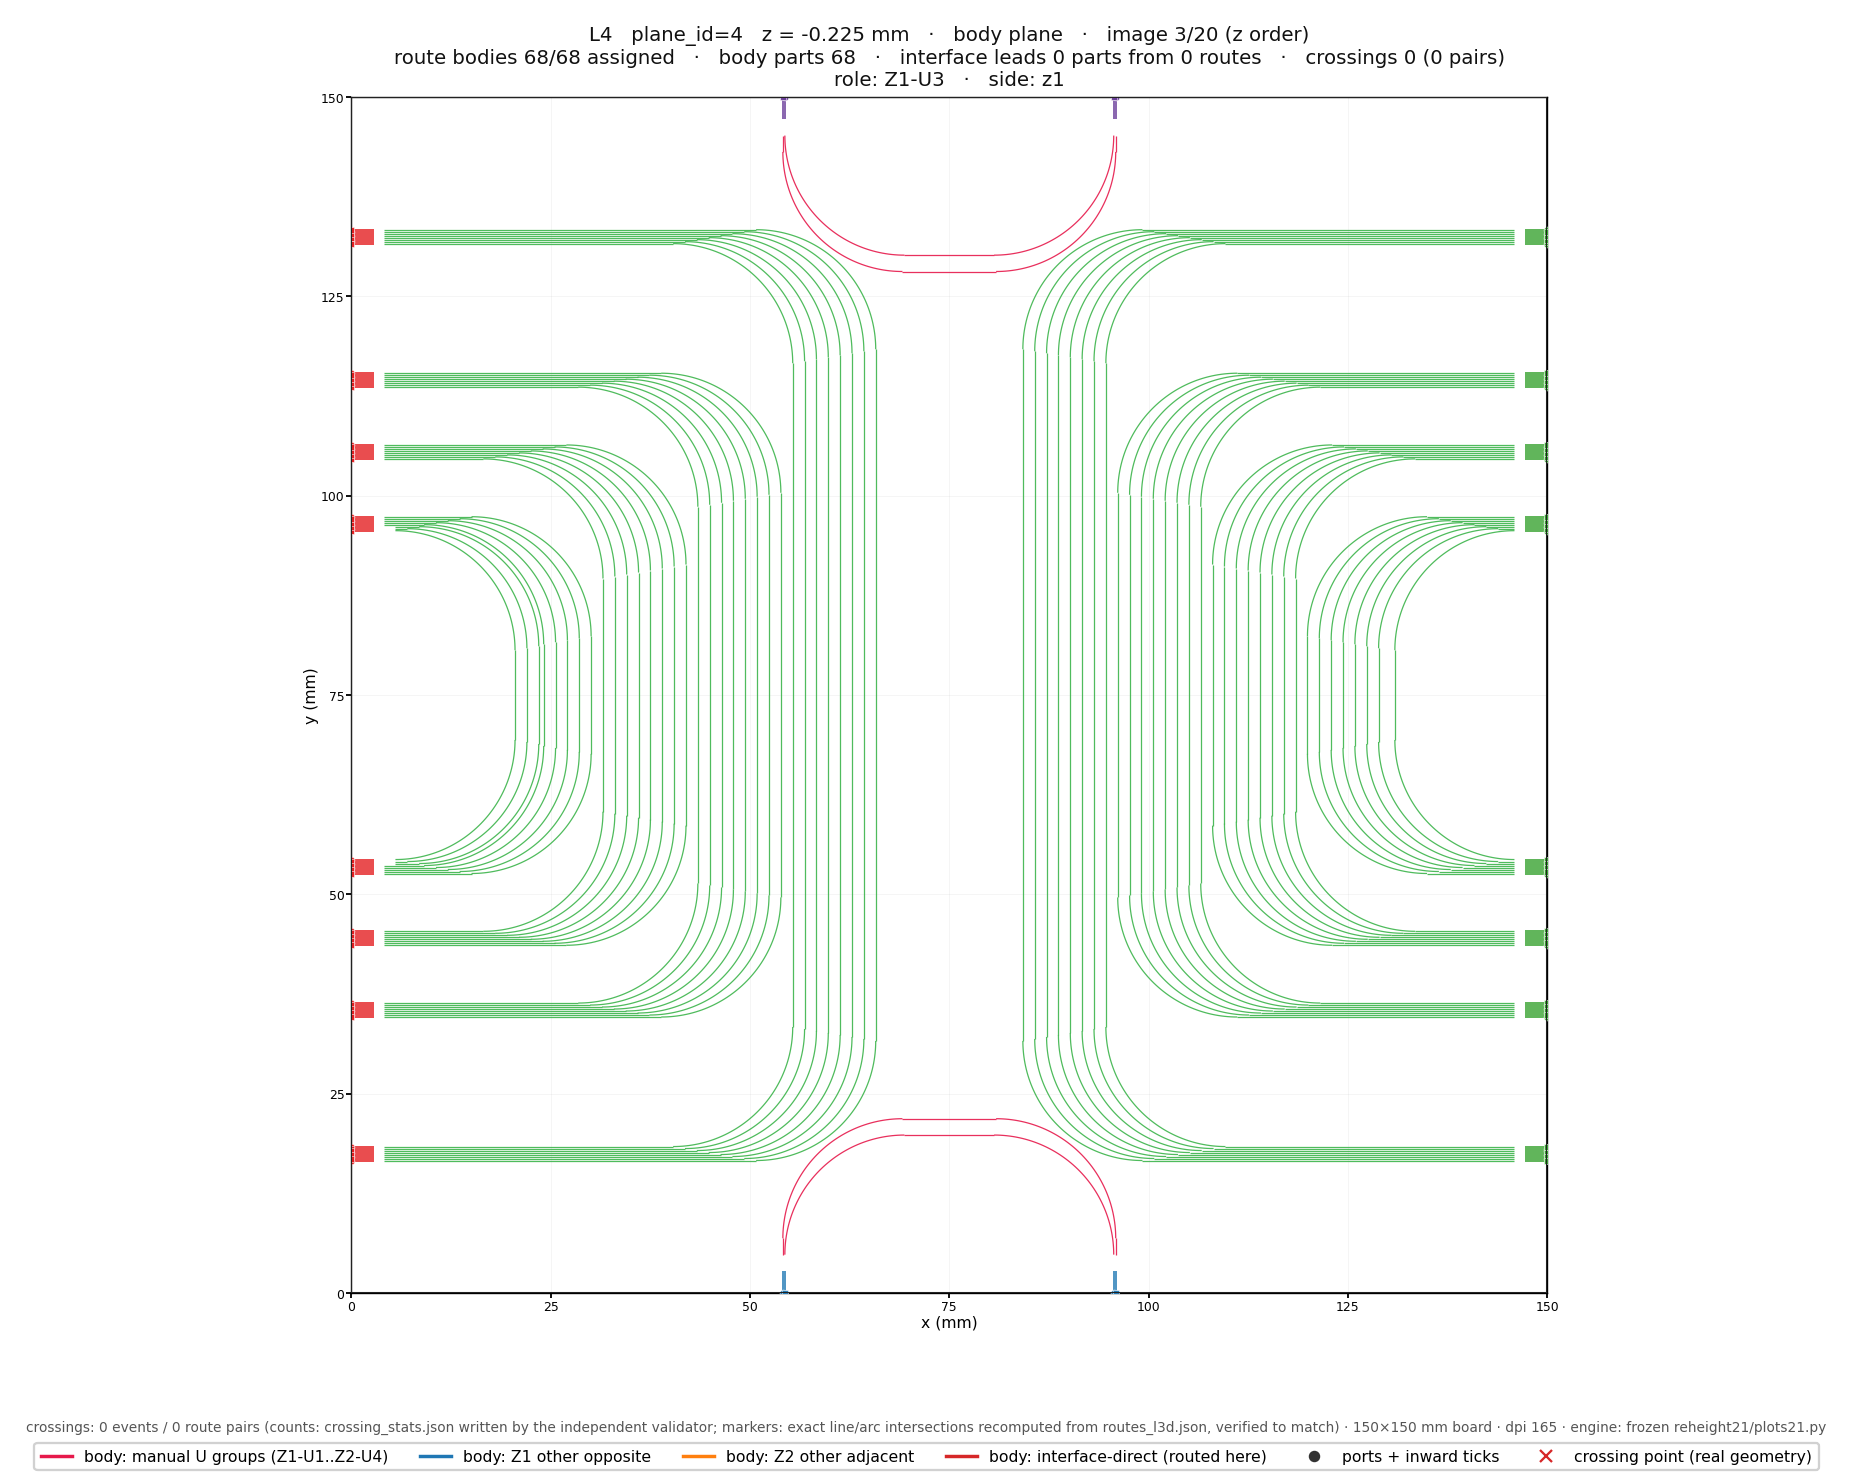 L4   plane_id=4   z = -0.225 mm   ·   body plane   ·   image 3/20 (z order)
route bodies 68/68 assigned   ·   body parts 68   ·   interface leads 0 parts from 0 routes   ·   crossings 0 (0 pairs)
role: Z1-U3   ·   side: z1
150
125
100
75
50
25
0
y (mm)
0 25 50 75 100 125 150
x (mm)
crossings: 0 events / 0 route pairs (counts: crossing_stats.json written by the independent validator; markers: exact line/arc intersections recomputed from routes_l3d.json, verified to match) · 150×150 mm board · dpi 165 · engine: frozen reheight21/plots21.py
body: manual U groups (Z1-U1..Z2-U4) body: Z1 other opposite body: Z2 other adjacent body: interface-direct (routed here) ports + inward ticks crossing point (real geometry)